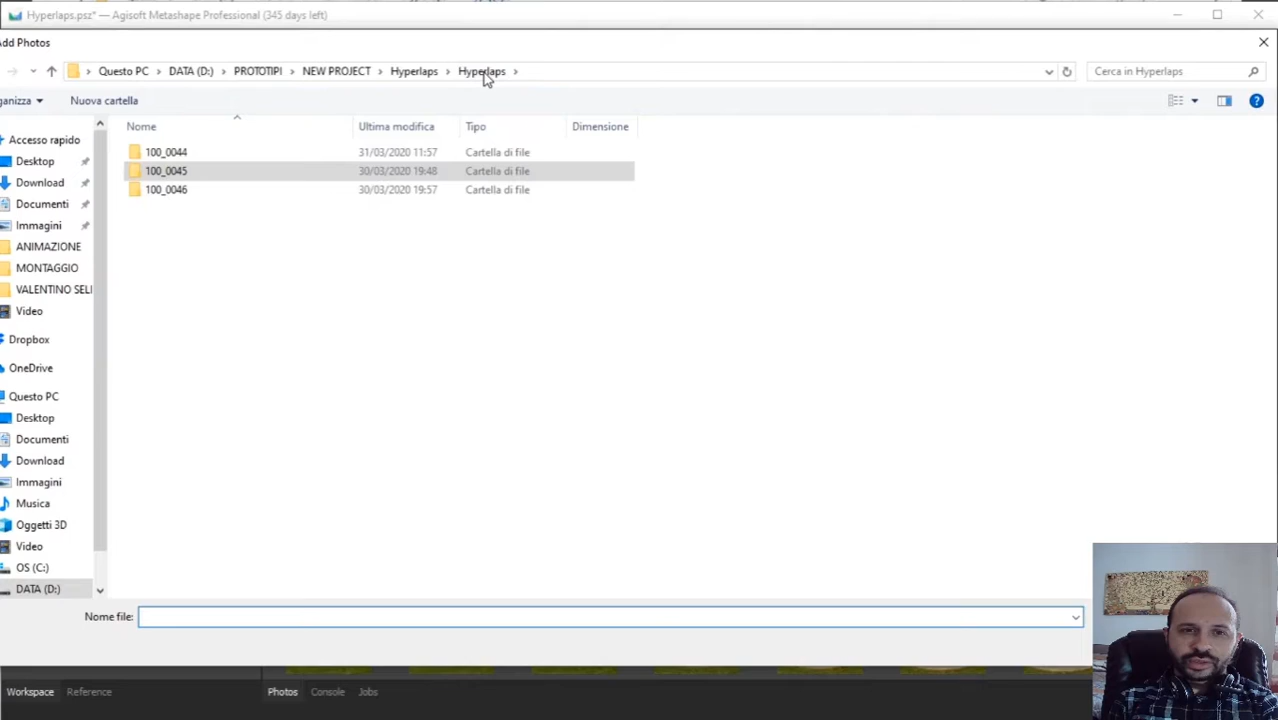 Hyperlaps.psz* — Agisoft Metashape Professional (345 days left)
Add Photos
Questo PC > DATA (D:) > PROTOTIPI > NEW PROJECT > Hyperlaps > Hyperlaps >
Cerca in Hyperlaps
ganizza
Nuova cartella
Nome Ultima modifica Tipo Dimensione
100_0044 31/03/2020 11:57 Cartella di file
100_0045 30/03/2020 19:48 Cartella di file
100_0046 30/03/2020 19:57 Cartella di file
Accesso rapido
Desktop
Download
Documenti
Immagini
ANIMAZIONE
MONTAGGIO
VALENTINO SELI
Video
Dropbox
OneDrive
Questo PC
Desktop
Documenti
Download
Immagini
Musica
Oggetti 3D
Video
OS (C:)
DATA (D:)
Nome file:
Workspace Reference
Photos Console Jobs